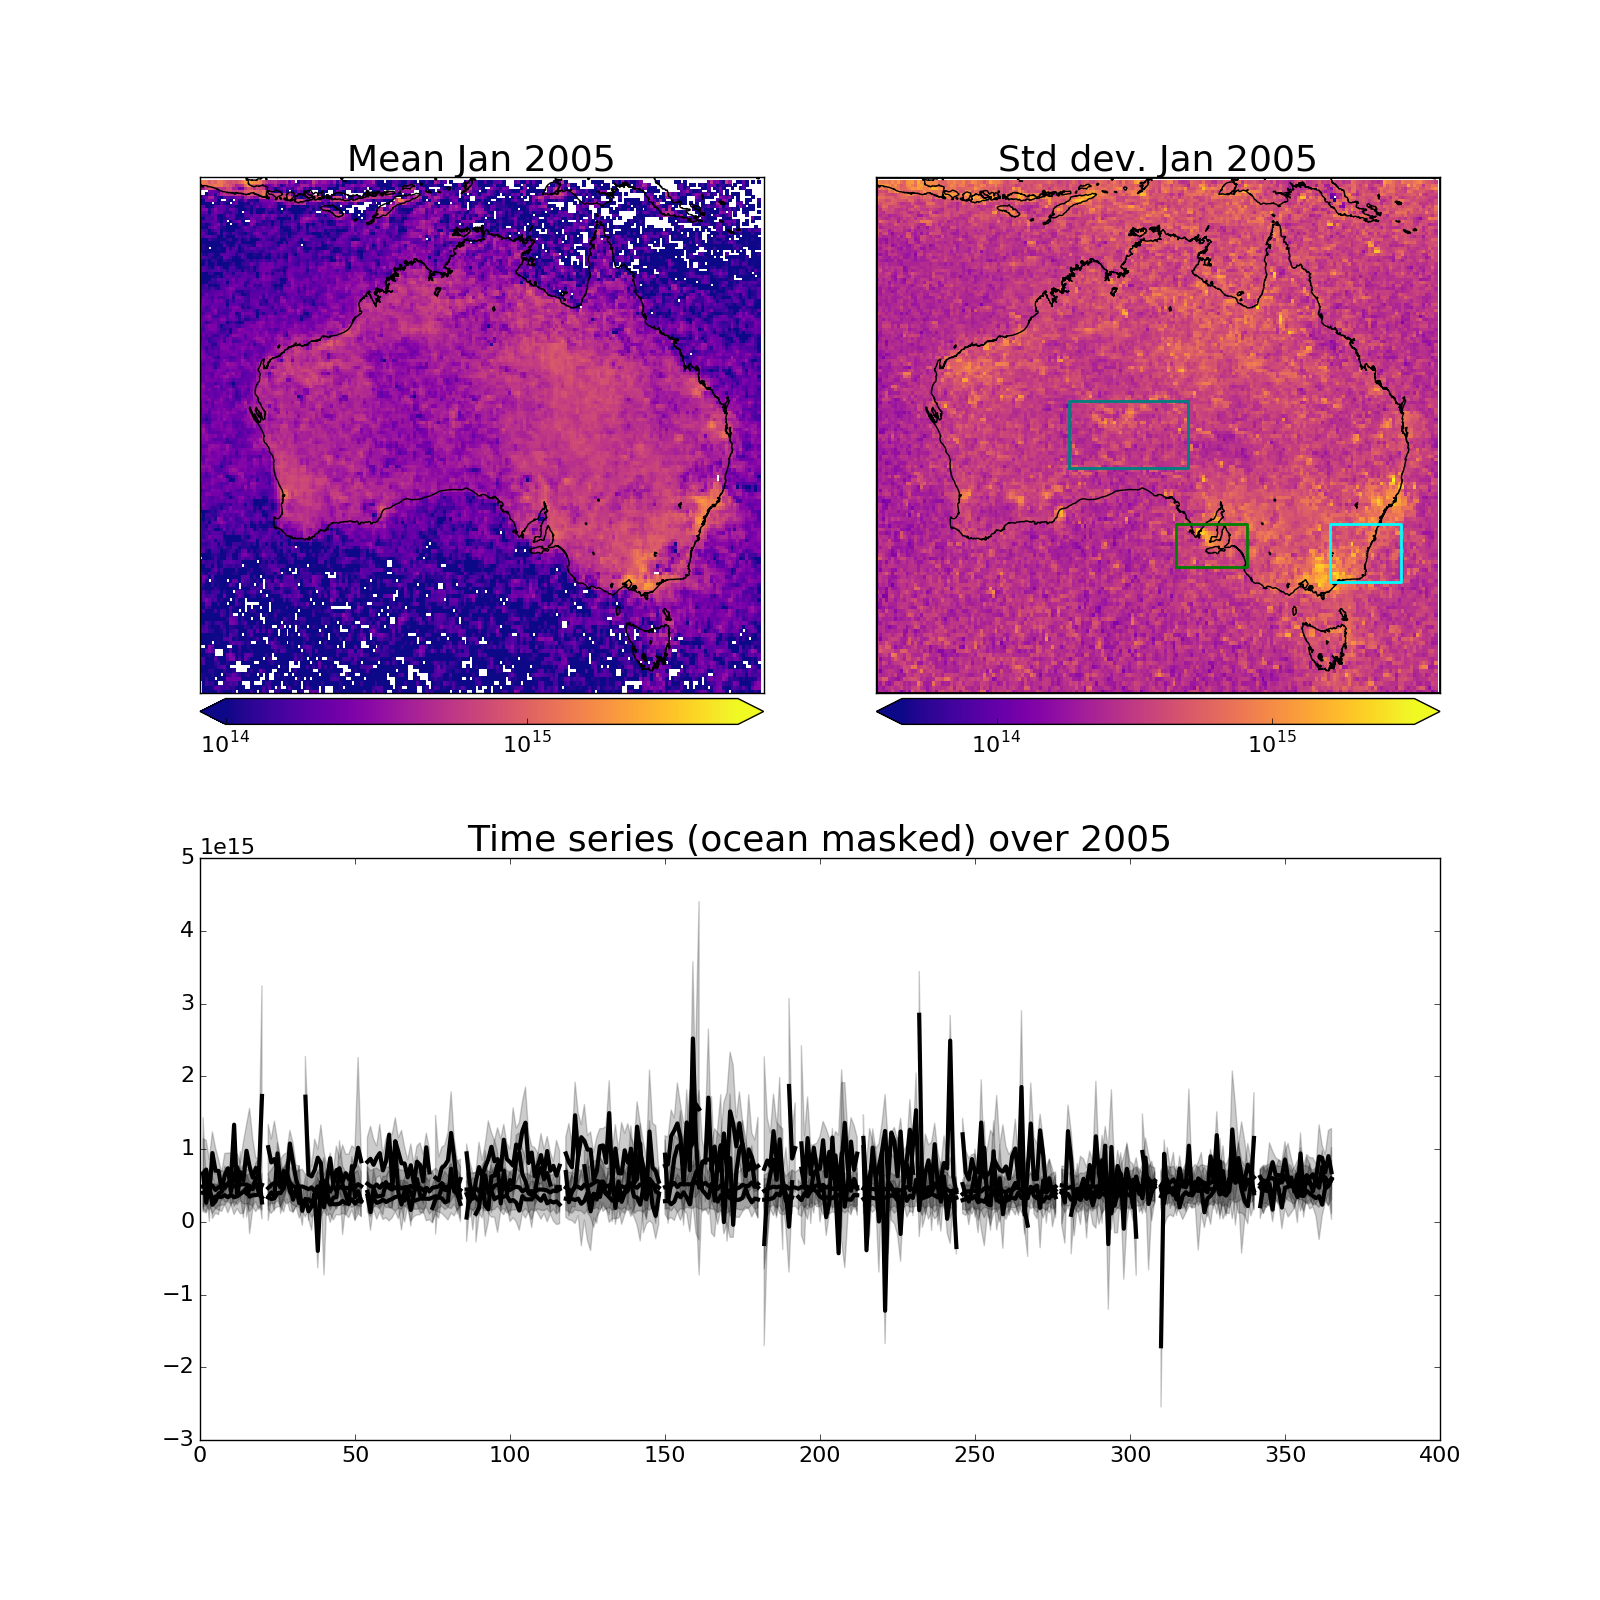 Mean Jan 2005
Std dev. Jan 2005
10^14 10^15
10^14 10^15
Time series (ocean masked) over 2005
1e15
5
4
3
2
1
0
−1
−2
−3
0 50 100 150 200 250 300 350 400